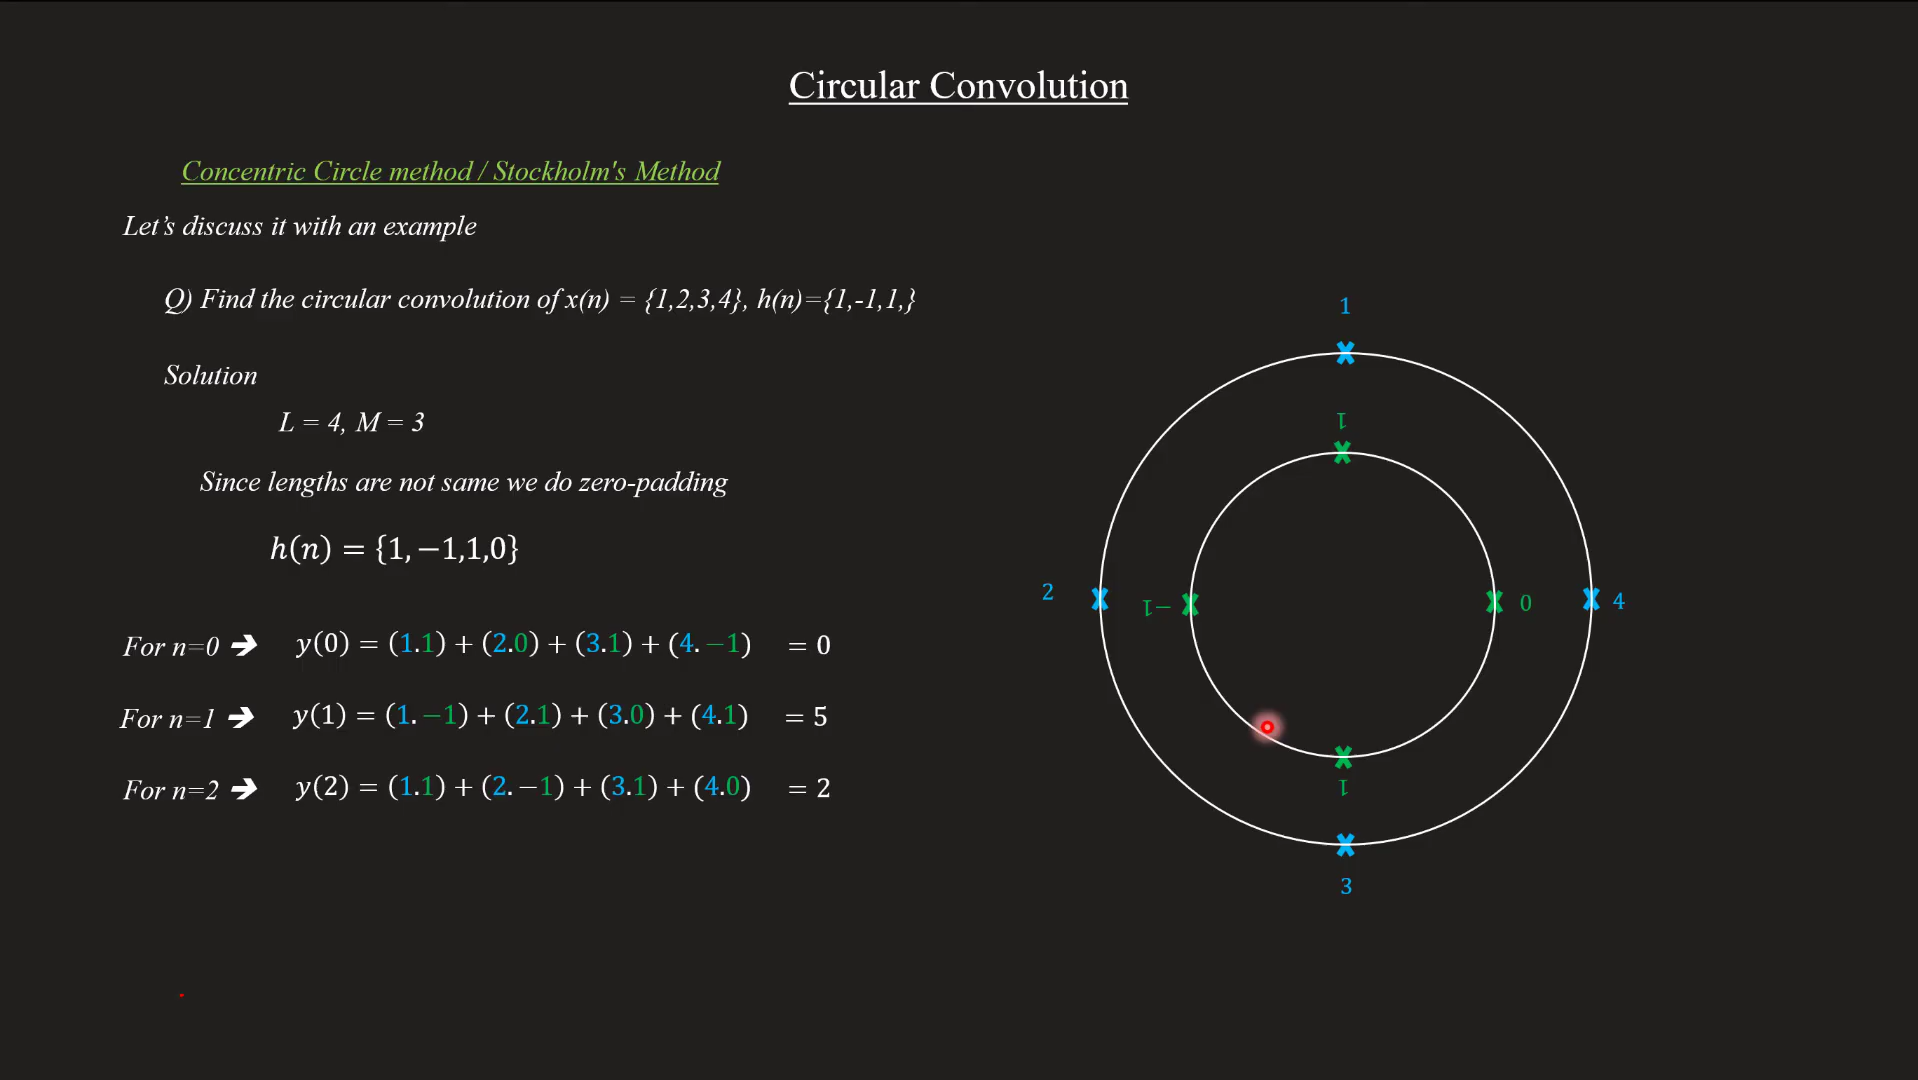 Circular Convolution
Concentric Circle method / Stockholm's Method
Let’s discuss it with an example
Q) Find the circular convolution of x(n) = {1,2,3,4}, h(n)={1,-1,1,}
Solution
L = 4, M = 3
Since lengths are not same we do zero-padding
h(n) = {1, −1,1,0}
For n=0 🡺 y(0) = (1.1) + (2.0) + (3.1) + (4. −1) = 0
For n=1 🡺 y(1) = (1. −1) + (2.1) + (3.0) + (4.1) = 5
For n=2 🡺 y(2) = (1.1) + (2. −1) + (3.1) + (4.0) = 2
1
1
2
−1
0
4
1
3